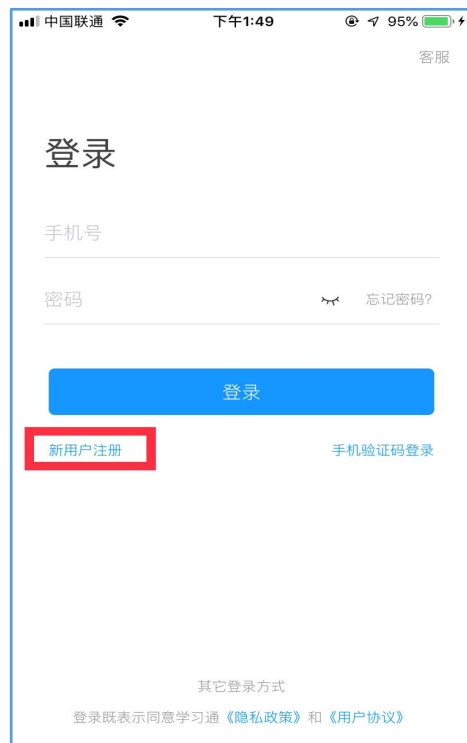 中国联通 下午1:49 95%
客服
登录
手机号
密码 忘记密码?
登录
新用户注册 手机验证码登录
其它登录方式
登录既表示同意学习通《隐私政策》和《用户协议》